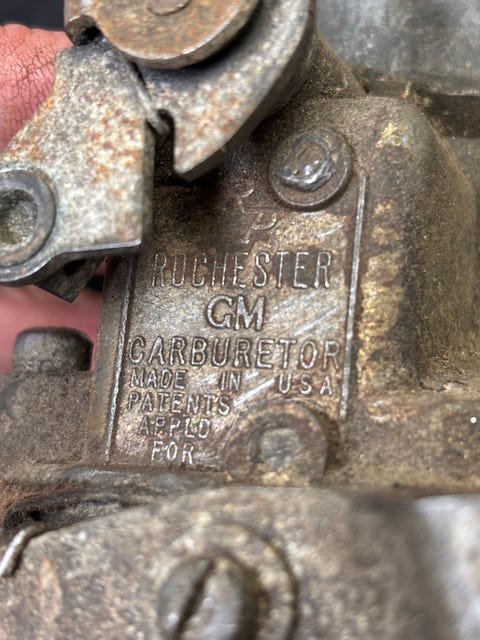 ROCHESTER
GM
CARBURETOR
MADE IN USA
PATENTS
APPLD
FOR